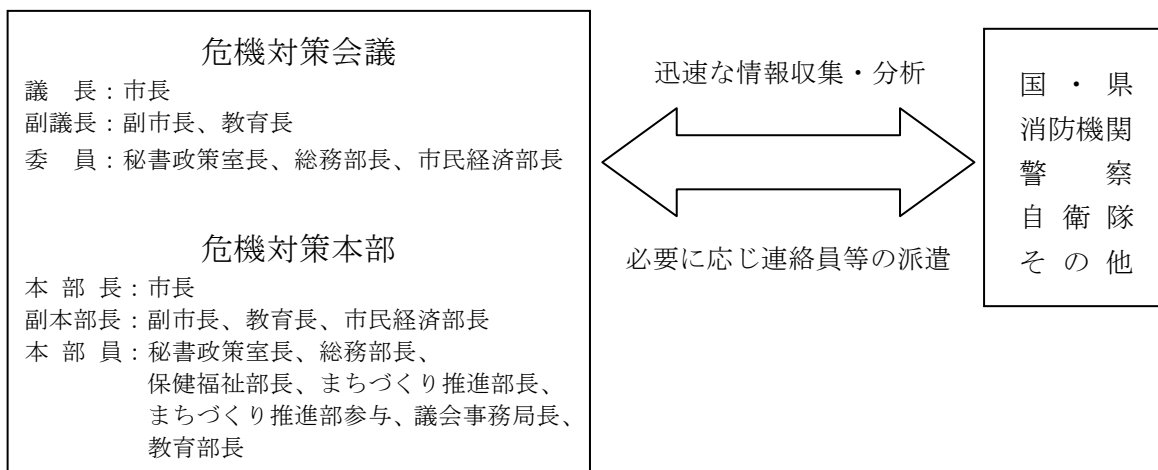 危機対策会議
議　長：市長
副議長：副市長、教育長
委　員：秘書政策室長、総務部長、市民経済部長
危機対策本部
本 部 長：市長
副本部長：副市長、教育長、市民経済部長
本 部 員：秘書政策室長、総務部長、
保健福祉部長、まちづくり推進部長、
まちづくり推進部参与、議会事務局長、
教育部長
迅速な情報収集・分析
必要に応じ連絡員等の派遣
国 ・ 県
消防機関
警　　察
自 衛 隊
そ の 他